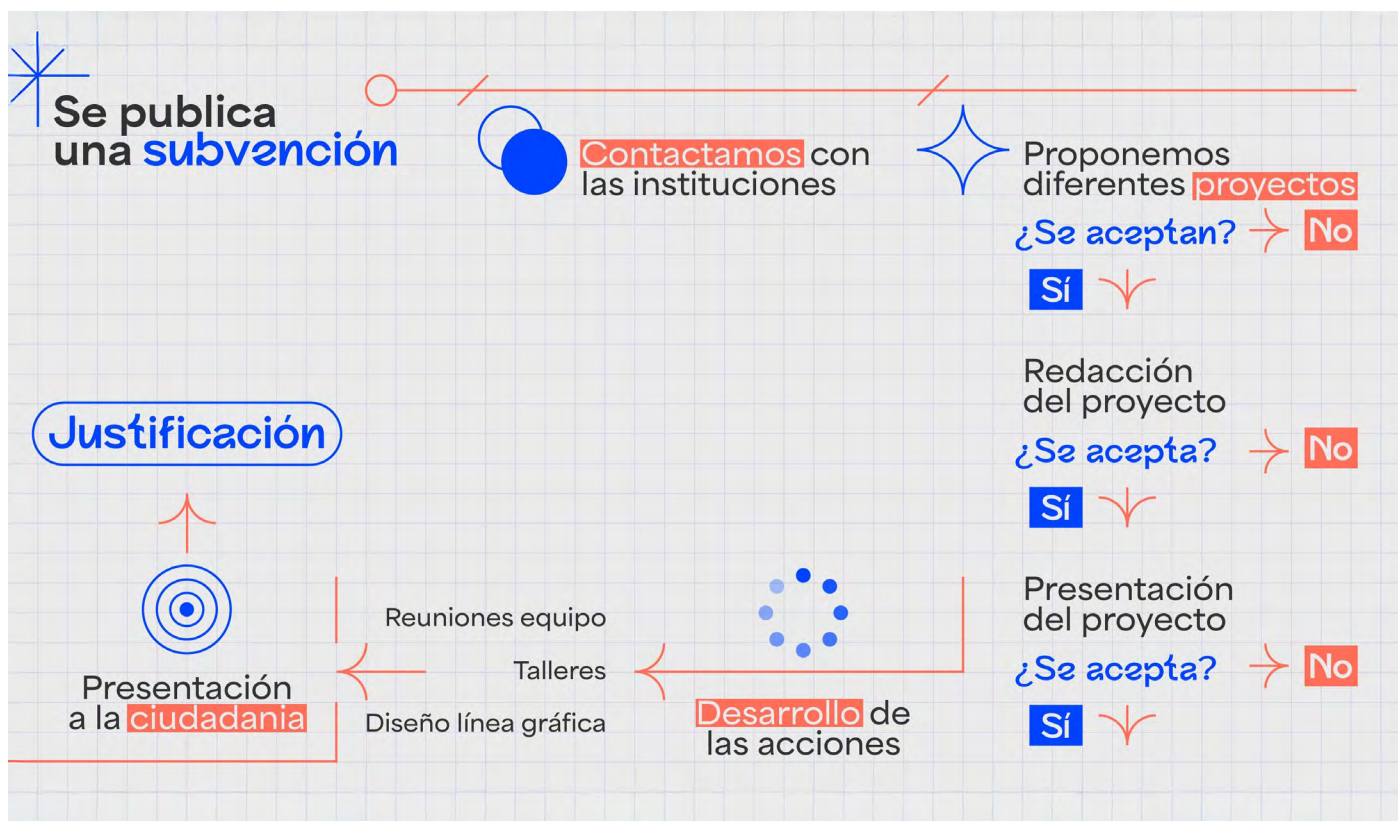 Se publica
una subvención
Contactamos con
las instituciones
Proponemos
diferentes proyectos
¿Se aceptan?
No
Sí
Redacción
del proyecto
¿Se acepta?
No
Sí
Presentación
del proyecto
¿Se acepta?
No
Sí
Desarrollo de
las acciones
Reuniones equipo
Talleres
Diseño línea gráfica
Presentación
a la ciudadania
Justificación